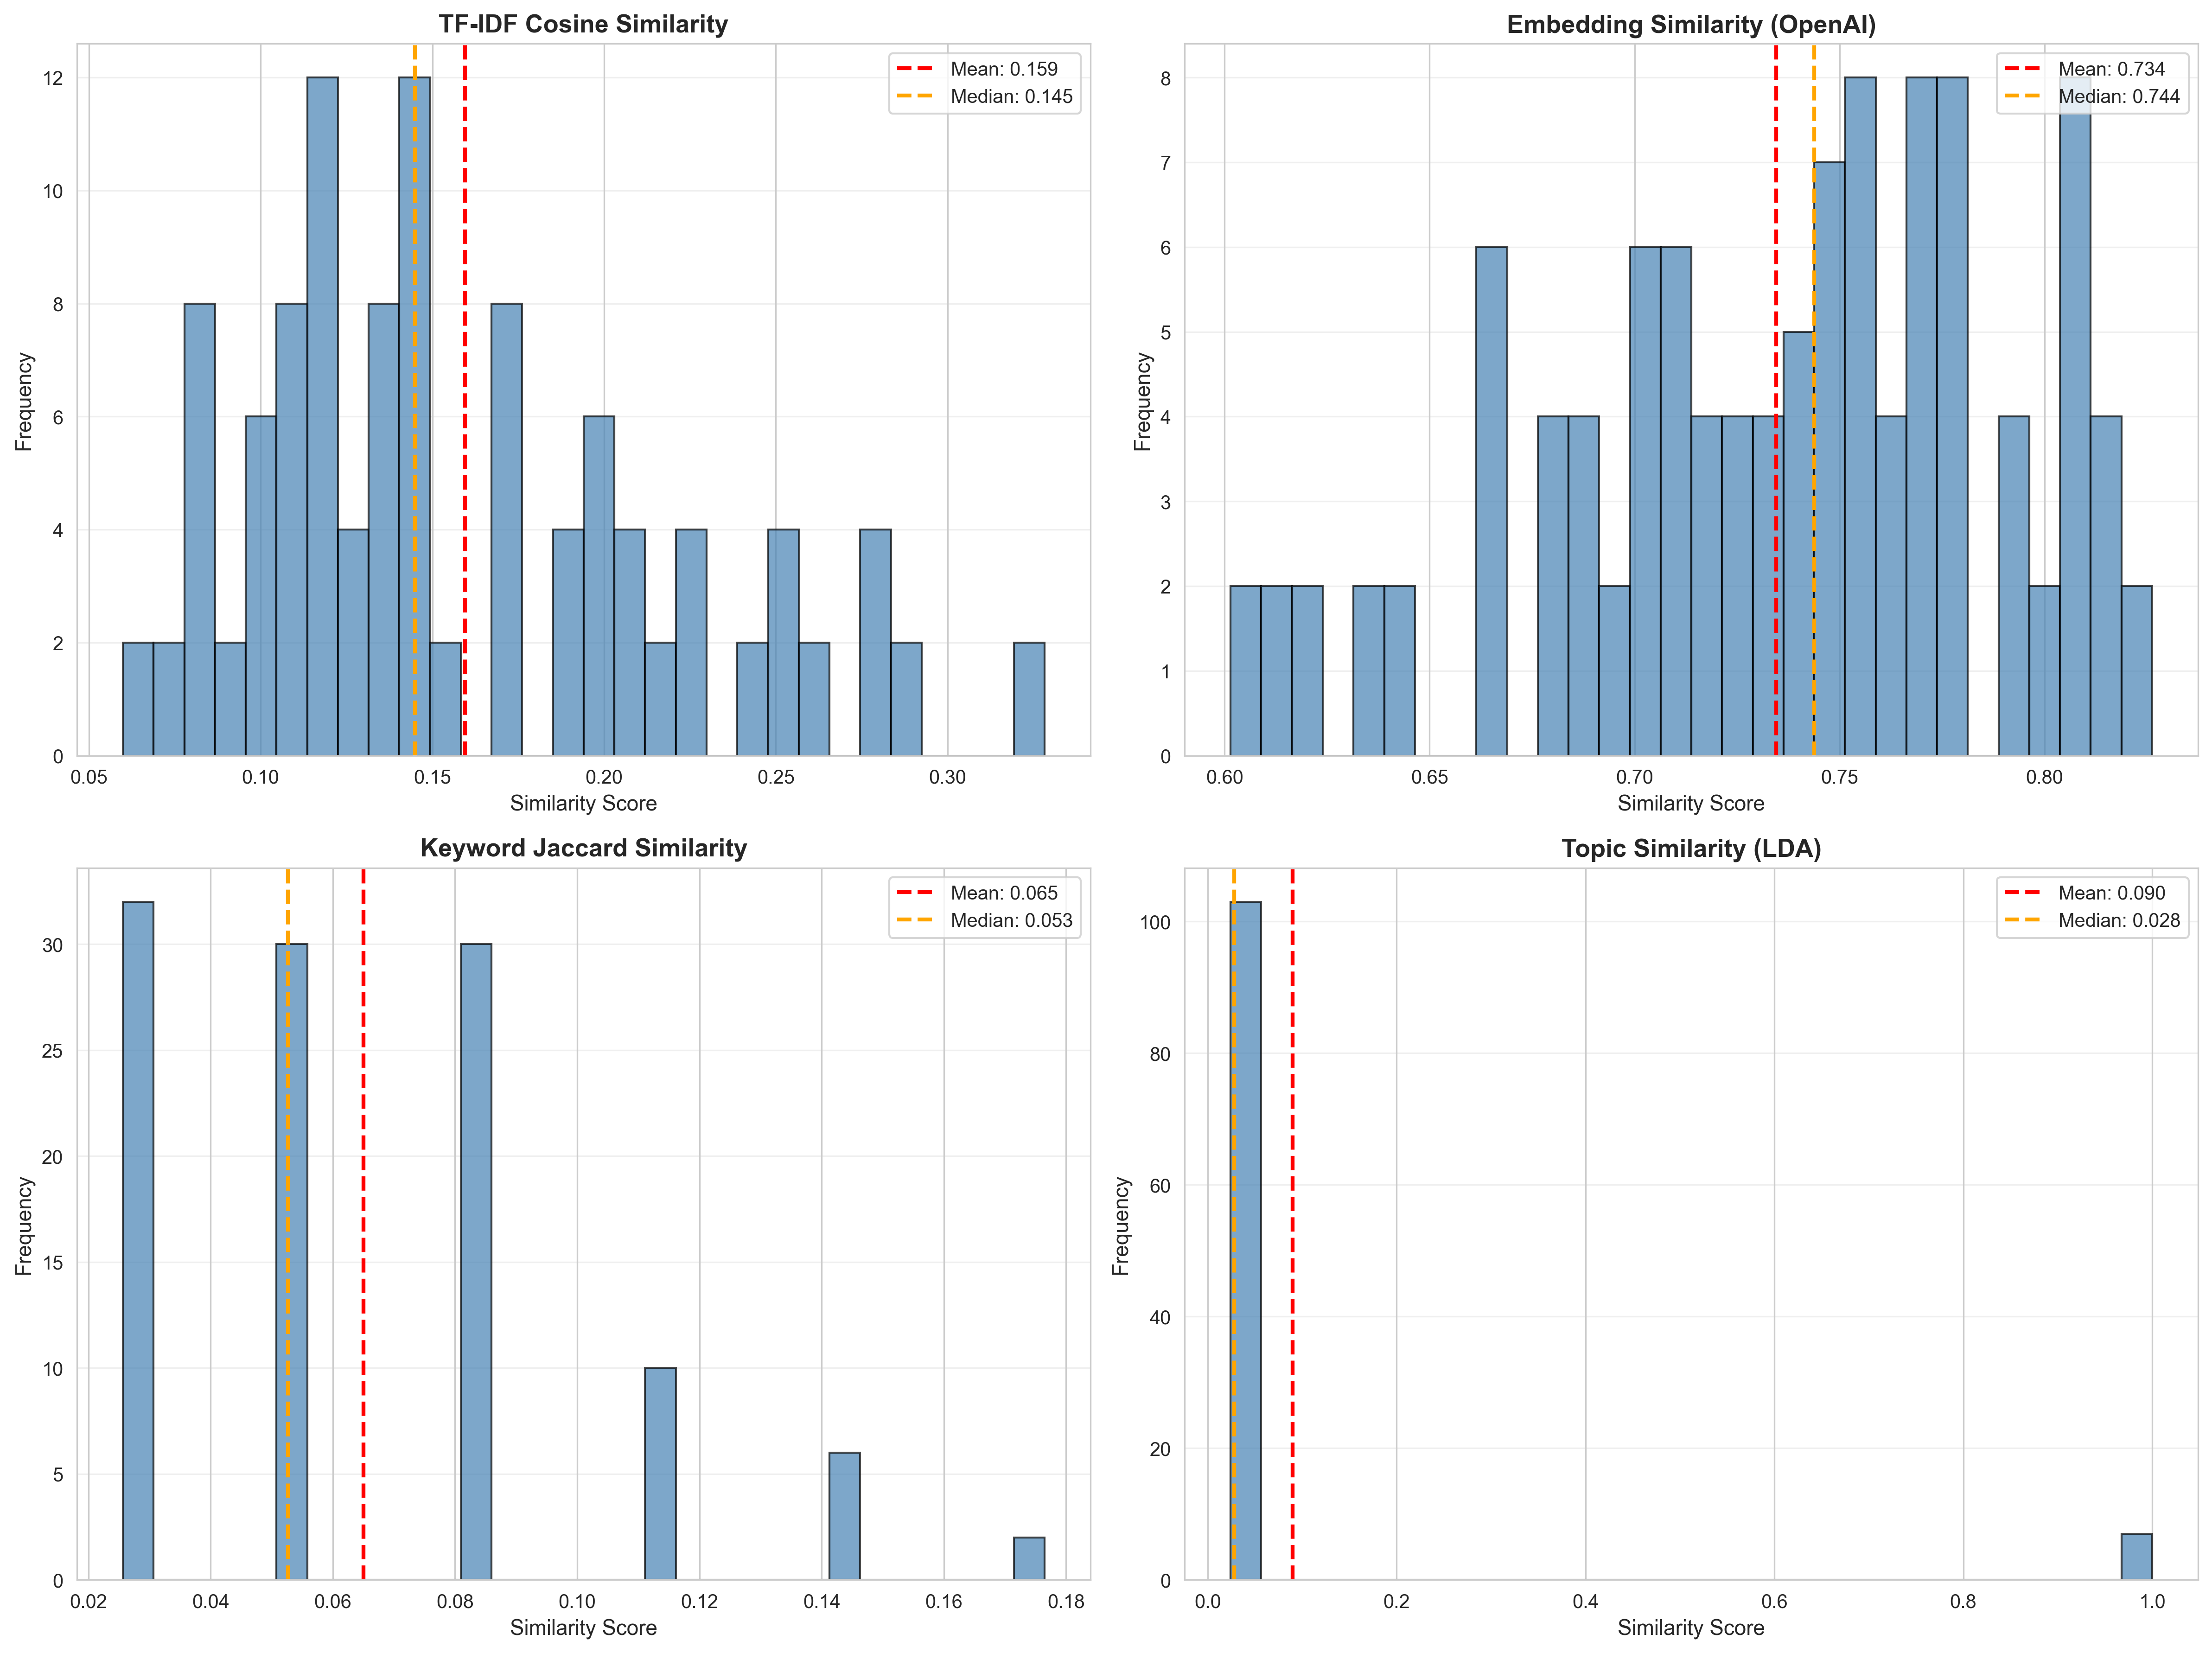 TF-IDF Cosine Similarity
Mean: 0.159
Median: 0.145
Frequency
12
10
8
6
4
2
0
0.05 0.10 0.15 0.20 0.25 0.30
Similarity Score
Embedding Similarity (OpenAI)
Mean: 0.734
Median: 0.744
Frequency
8
7
6
5
4
3
2
1
0
0.60 0.65 0.70 0.75 0.80
Similarity Score
Keyword Jaccard Similarity
Mean: 0.065
Median: 0.053
Frequency
30
25
20
15
10
5
0
0.02 0.04 0.06 0.08 0.10 0.12 0.14 0.16 0.18
Similarity Score
Topic Similarity (LDA)
Mean: 0.090
Median: 0.028
Frequency
100
80
60
40
20
0
0.0 0.2 0.4 0.6 0.8 1.0
Similarity Score